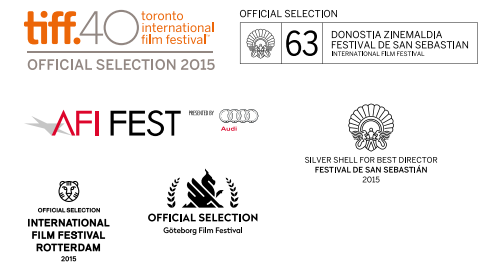 tiff.40 toronto
international
film festival
OFFICIAL SELECTION 2015
OFFICIAL SELECTION
63 DONOSTIA ZINEMALDIA
FESTIVAL DE SAN SEBASTIAN
INTERNATIONAL FILM FESTIVAL
AFI FEST PRESENTED BY
Audi
SILVER SHELL FOR BEST DIRECTOR
FESTIVAL DE SAN SEBASTIÁN
2015
OFFICIAL SELECTION
INTERNATIONAL
FILM FESTIVAL
ROTTERDAM
2015
OFFICIAL SELECTION
Göteborg Film Festival